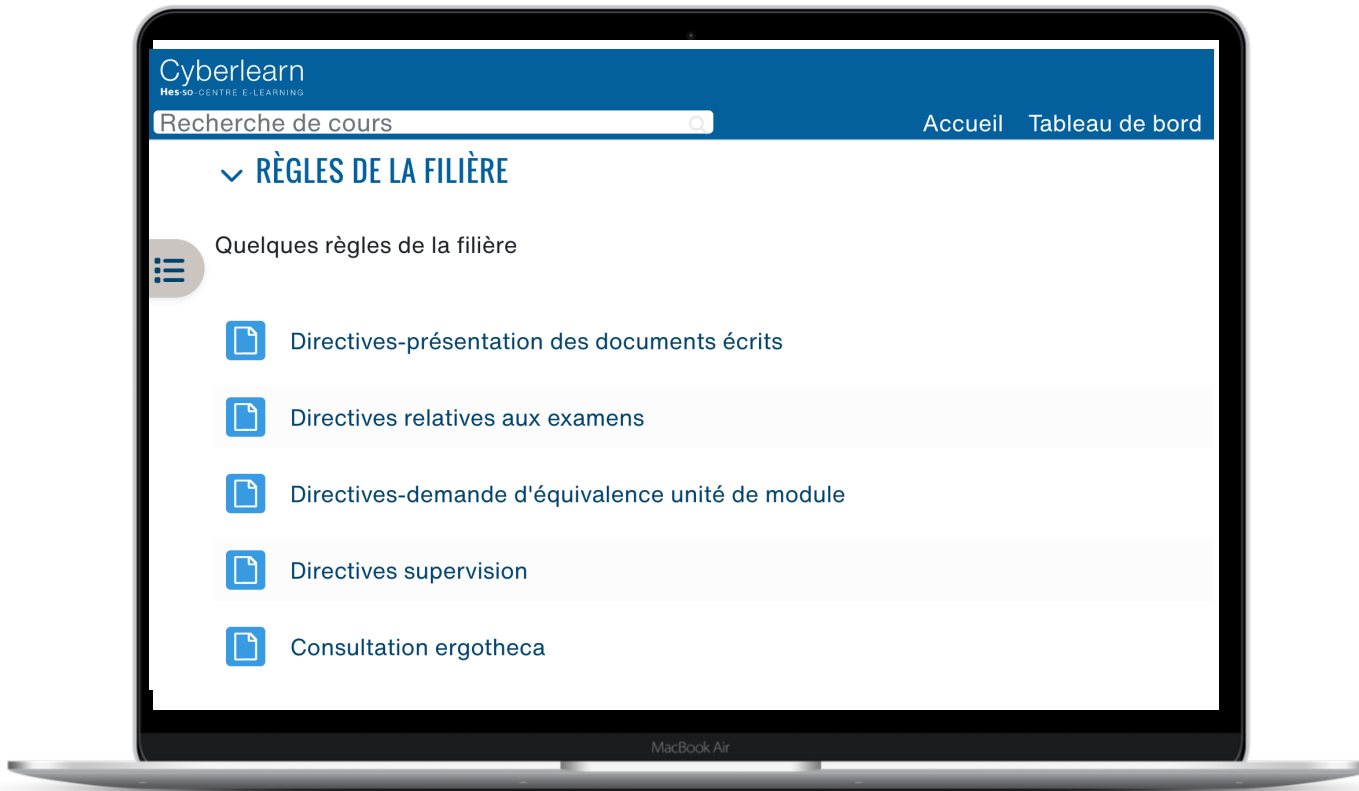 Cyberlearn
Hes·so-CENTRE E-LEARNING
Recherche de cours
Accueil Tableau de bord
RÈGLES DE LA FILIÈRE
Quelques règles de la filière
Directives-présentation des documents écrits
Directives relatives aux examens
Directives-demande d'équivalence unité de module
Directives supervision
Consultation ergotheca
MacBook Air